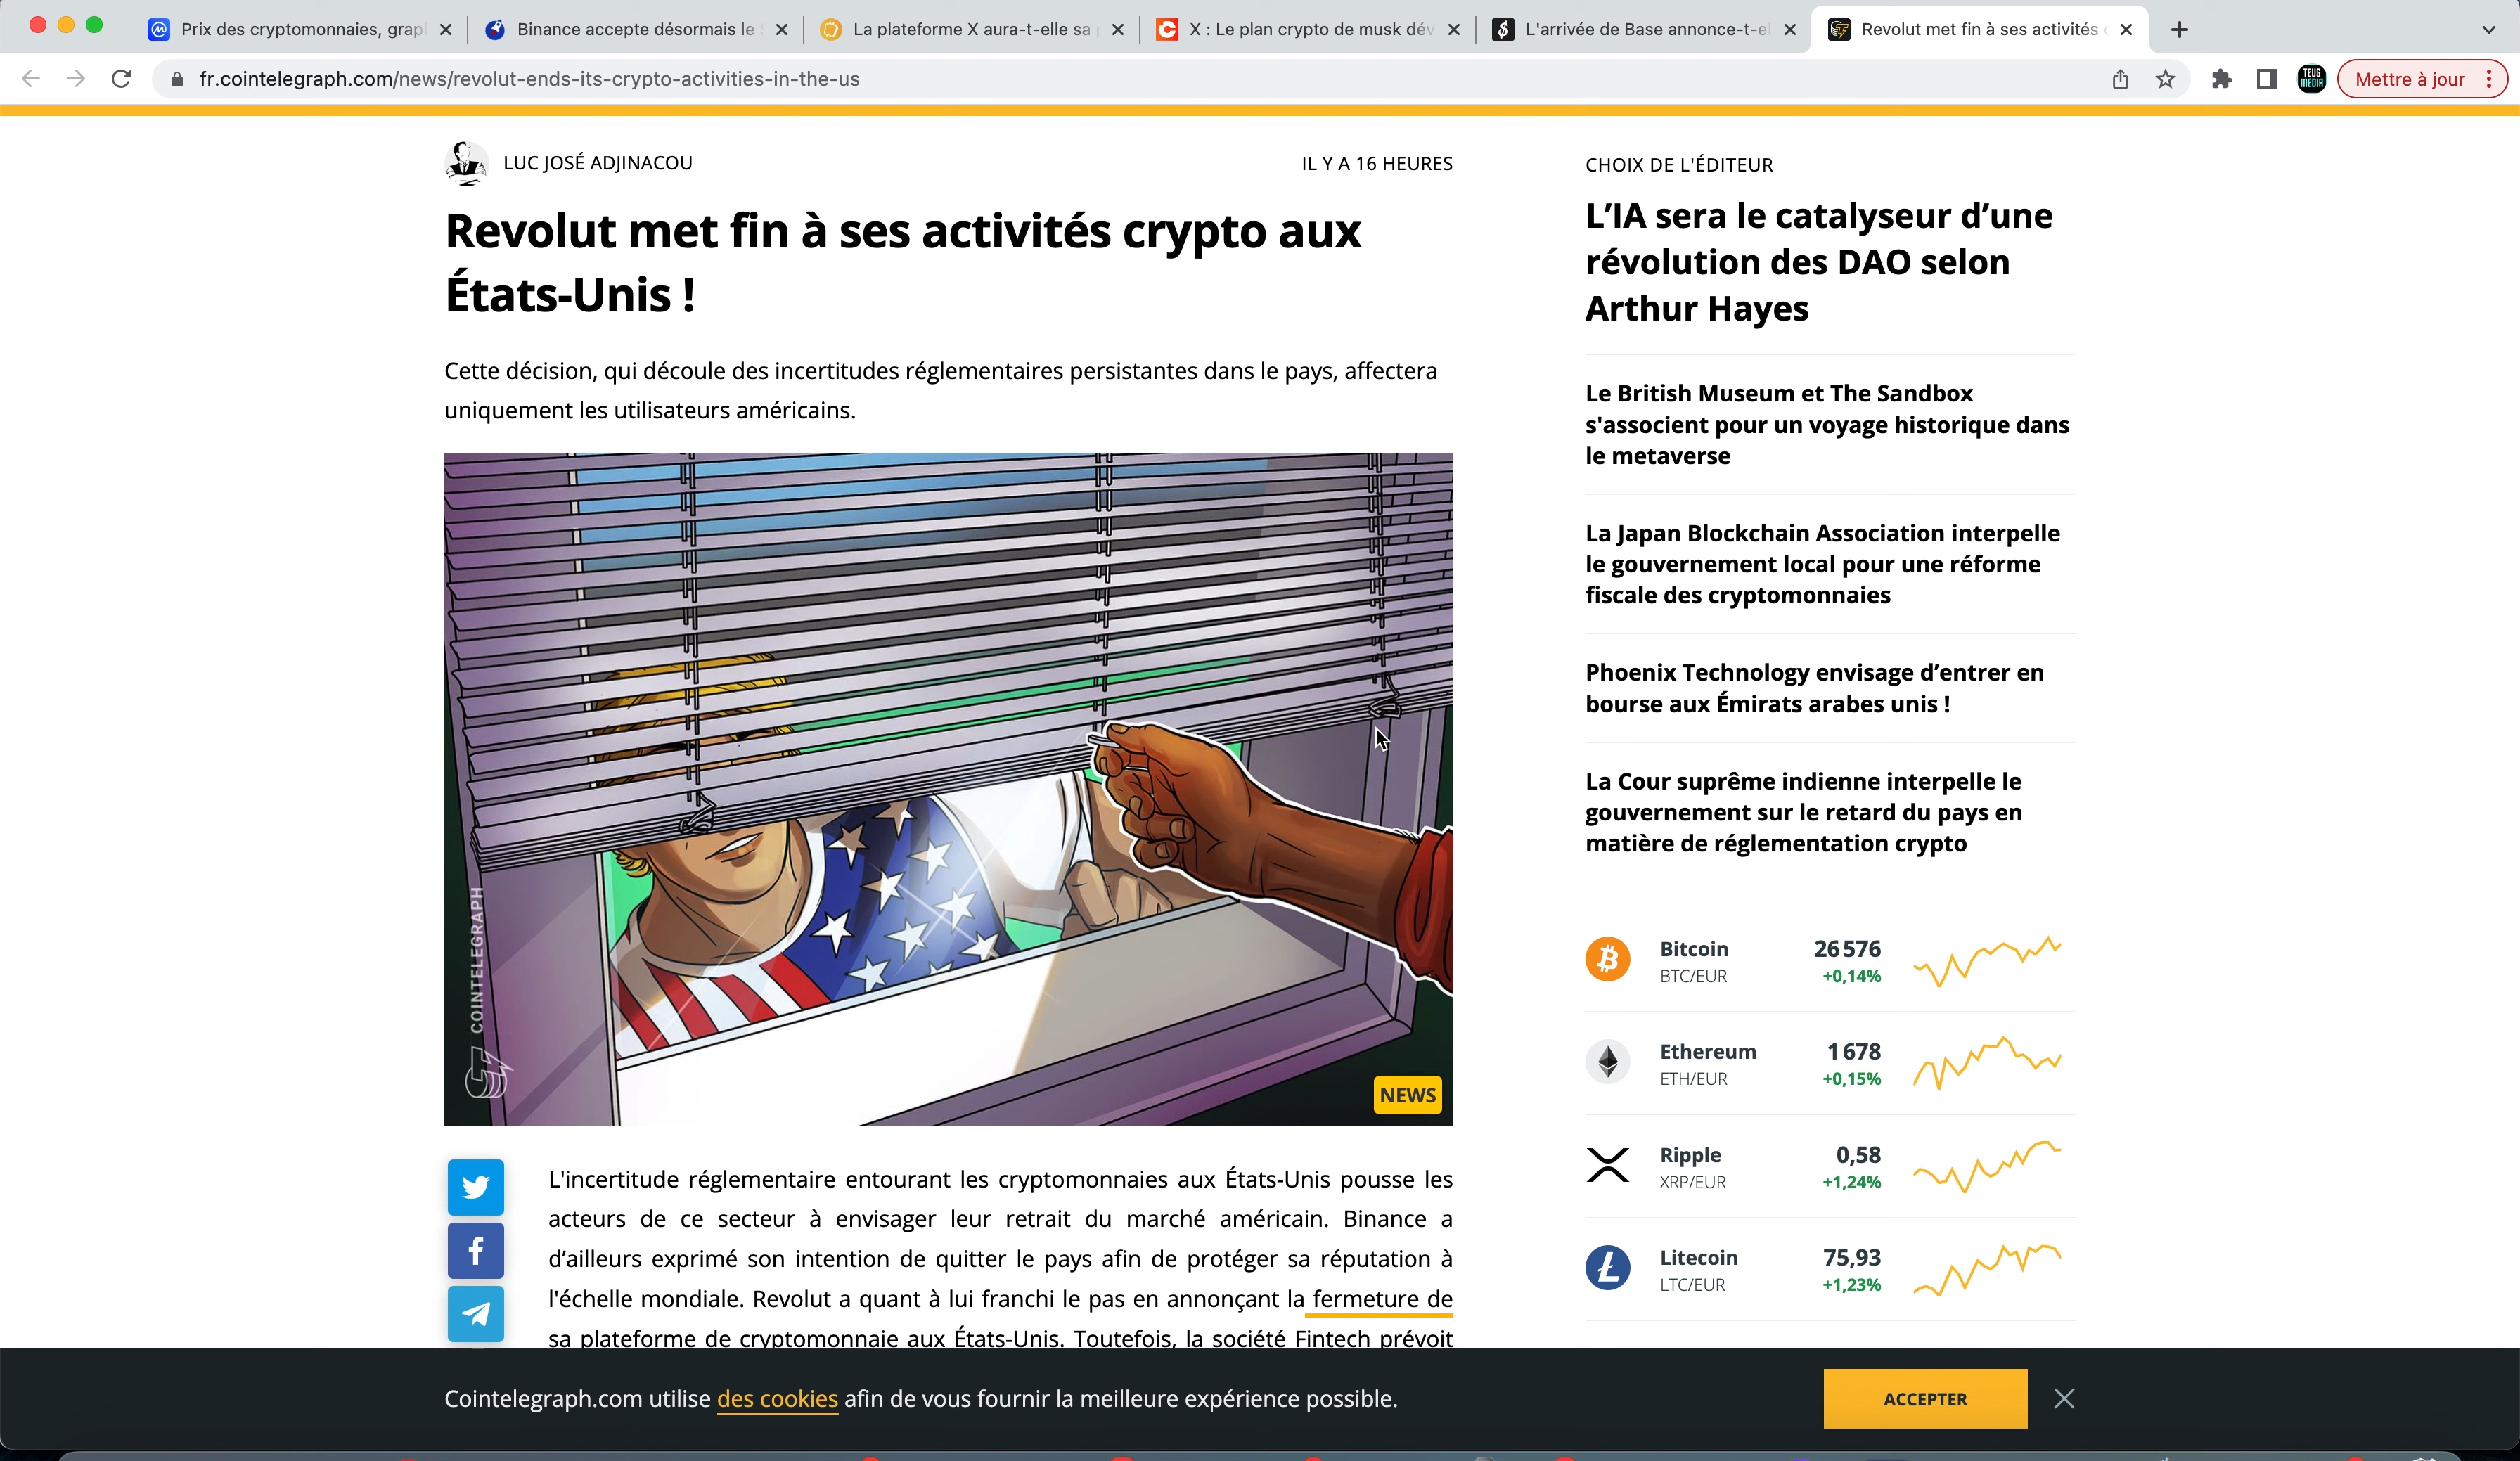 Prix des cryptomonnaies, grap
Binance accepte désormais le
La plateforme X aura-t-elle sa
X : Le plan crypto de musk dév
L'arrivée de Base annonce-t-el
Revolut met fin à ses activités
fr.cointelegraph.com/news/revolut-ends-its-crypto-activities-in-the-us
TEUG
MEDIA
Mettre à jour
LUC JOSÉ ADJINACOU
IL Y A 16 HEURES
Revolut met fin à ses activités crypto aux
États-Unis !
Cette décision, qui découle des incertitudes réglementaires persistantes dans le pays, affectera
uniquement les utilisateurs américains.
COINTELEGRAPH
NEWS
L'incertitude réglementaire entourant les cryptomonnaies aux États-Unis pousse les
acteurs de ce secteur à envisager leur retrait du marché américain. Binance a
d’ailleurs exprimé son intention de quitter le pays afin de protéger sa réputation à
l'échelle mondiale. Revolut a quant à lui franchi le pas en annonçant la fermeture de
sa plateforme de cryptomonnaie aux États-Unis. Toutefois, la société Fintech prévoit
CHOIX DE L'ÉDITEUR
L’IA sera le catalyseur d’une
révolution des DAO selon
Arthur Hayes
Le British Museum et The Sandbox
s'associent pour un voyage historique dans
le metaverse
La Japan Blockchain Association interpelle
le gouvernement local pour une réforme
fiscale des cryptomonnaies
Phoenix Technology envisage d’entrer en
bourse aux Émirats arabes unis !
La Cour suprême indienne interpelle le
gouvernement sur le retard du pays en
matière de réglementation crypto
Bitcoin 26 576
BTC/EUR +0,14%
Ethereum 1 678
ETH/EUR +0,15%
Ripple 0,58
XRP/EUR +1,24%
Litecoin 75,93
LTC/EUR +1,23%
Cointelegraph.com utilise des cookies afin de vous fournir la meilleure expérience possible.
ACCEPTER